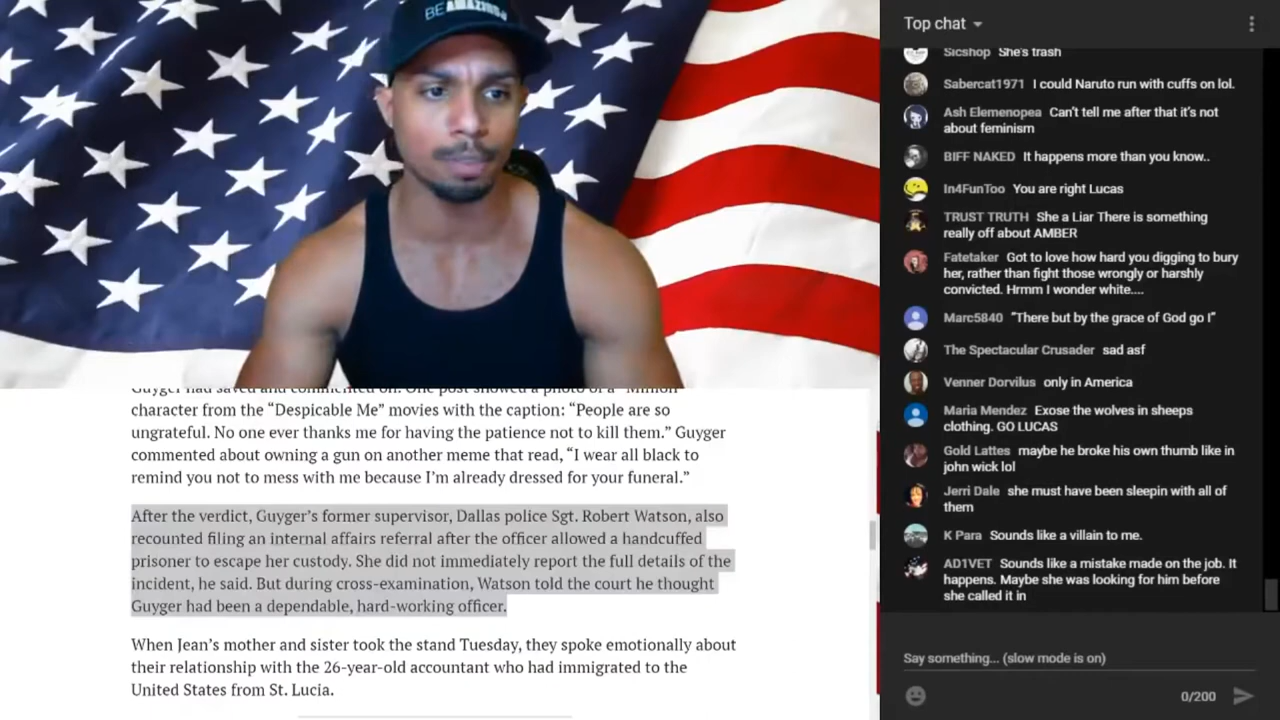 BE AMAZING
Guyger had saved and commented on. One post showed a photo of a "Minion"
character from the “Despicable Me” movies with the caption: “People are so
ungrateful. No one ever thanks me for having the patience not to kill them.” Guyger
commented about owning a gun on another meme that read, “I wear all black to
remind you not to mess with me because I’m already dressed for your funeral.”
After the verdict, Guyger’s former supervisor, Dallas police Sgt. Robert Watson, also
recounted filing an internal affairs referral after the officer allowed a handcuffed
prisoner to escape her custody. She did not immediately report the full details of the
incident, he said. But during cross-examination, Watson told the court he thought
Guyger had been a dependable, hard-working officer.
When Jean’s mother and sister took the stand Tuesday, they spoke emotionally about
their relationship with the 26-year-old accountant who had immigrated to the
United States from St. Lucia.
Top chat
Sicshop She's trash
Sabercat1971 I could Naruto run with cuffs on lol.
Ash Elemenopea Can't tell me after that it's not
about feminism
BIFF NAKED It happens more than you know..
In4FunToo You are right Lucas
TRUST TRUTH She a Liar There is something
really off about AMBER
Fatetaker Got to love how hard you digging to bury
her, rather than fight those wrongly or harshly
convicted. Hrmm I wonder white....
Marc5840 “There but by the grace of God go I”
The Spectacular Crusader sad asf
Venner Dorvilus only in America
Maria Mendez Exose the wolves in sheeps
clothing. GO LUCAS
Gold Lattes maybe he broke his own thumb like in
john wick lol
Jerri Dale she must have been sleepin with all of
them
K Para Sounds like a villain to me.
AD1VET Sounds like a mistake made on the job. It
happens. Maybe she was looking for him before
she called it in
Say something... (slow mode is on)
0/200